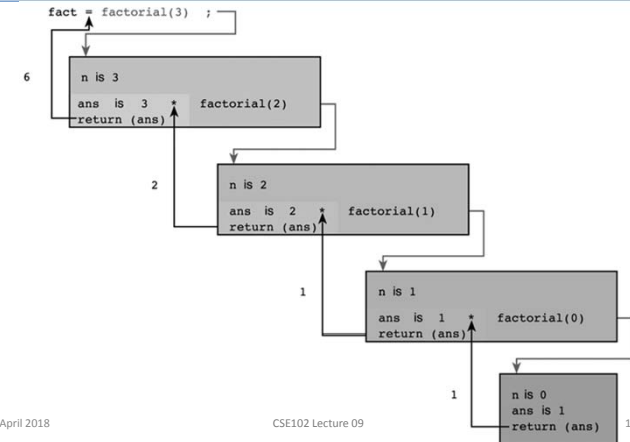 fact = factorial(3) ;
6
n is 3
ans is 3 * factorial(2)
return (ans)
2
n is 2
ans is 2 * factorial(1)
return (ans)
1
n is 1
ans is 1 * factorial(0)
return (ans)
1
n is 0
ans is 1
return (ans)
April 2018 CSE102 Lecture 09 1